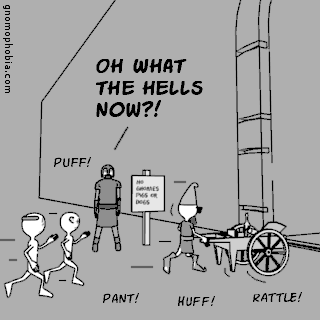 gnomophobia.com
OH WHAT
THE HELLS
NOW?!
PUFF!
NO
GNOMES
PIGS OR
DOGS
PANT!
HUFF!
RATTLE!